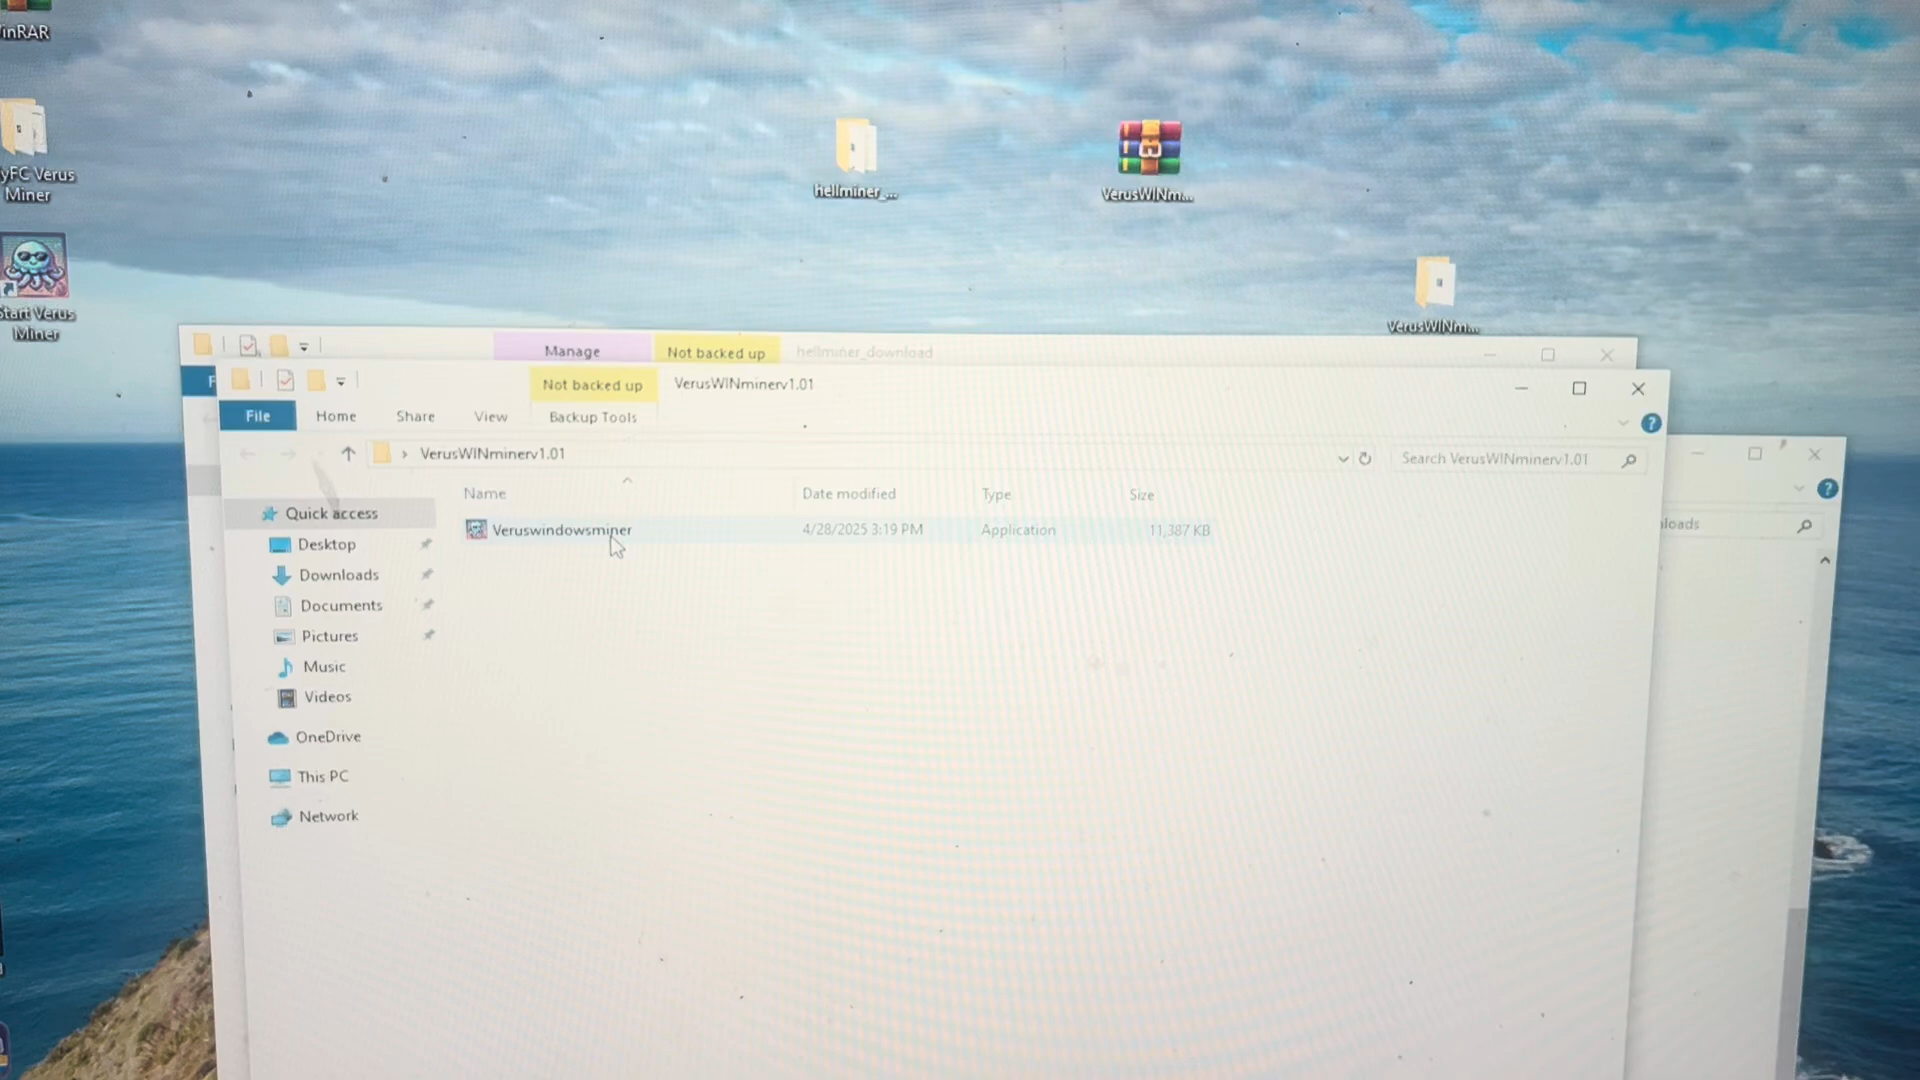 inRAR
yFC Verus
Miner
Start Verus
Miner
hellminer_...
VerusWINm...
VerusWINm...
Manage
Not backed up
hellminer_download
Not backed up
VerusWINminerv1.01
File
Home
Share
View
Backup Tools
VerusWINminerv1.01
Search VerusWINminerv1.01
loads
Name
Date modified
Type
Size
Veruswindowsminer
4/28/2025 3:19 PM
Application
11,387 KB
Quick access
Desktop
Downloads
Documents
Pictures
Music
Videos
OneDrive
This PC
Network